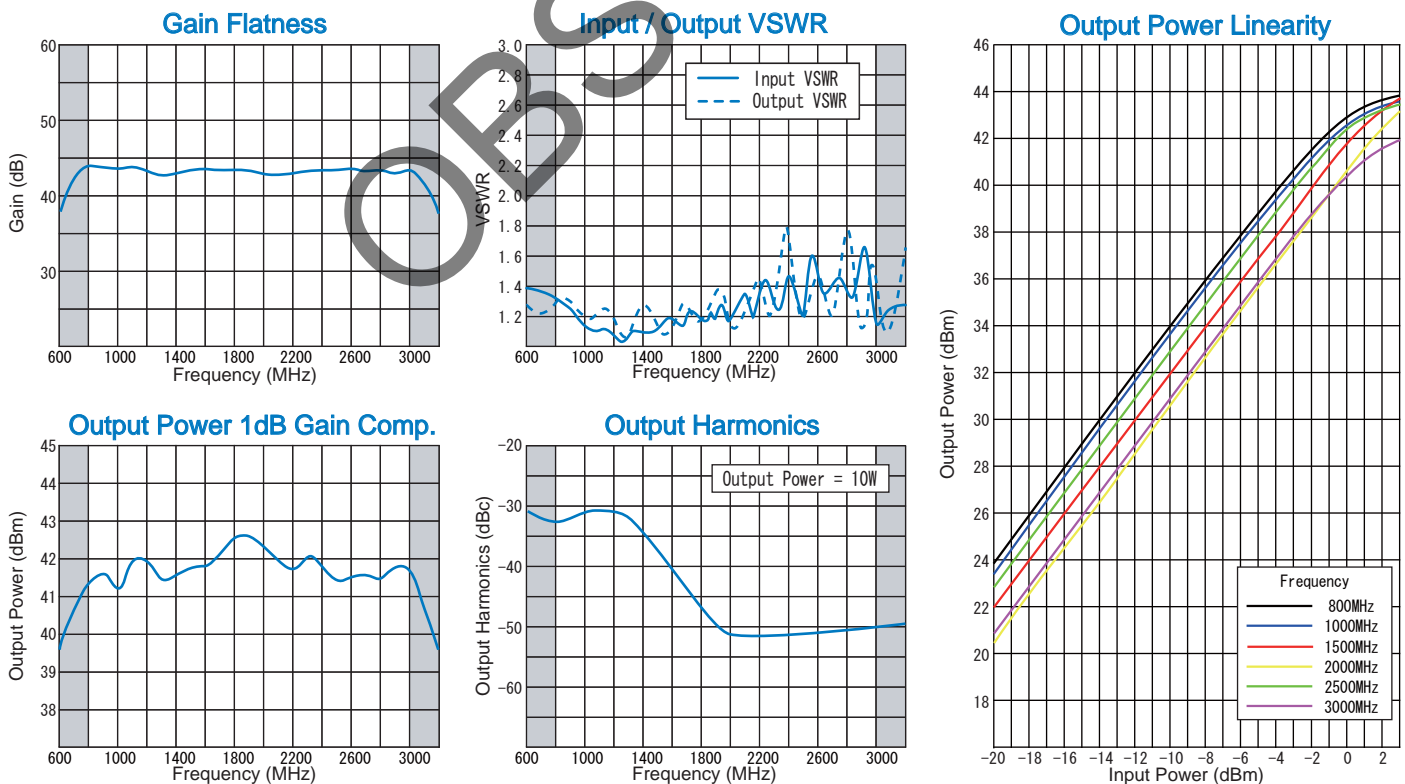 Gain Flatness
Gain (dB)
60
50
40
30
600 1000 1400 1800 2200 2600 3000
Frequency (MHz)
Input / Output VSWR
Input VSWR
Output VSWR
VSWR
3.0
2.8
2.6
2.4
2.2
2.0
1.8
1.6
1.4
1.2
600 1000 1400 1800 2200 2600 3000
Frequency (MHz)
Output Power Linearity
Output Power (dBm)
46
44
42
40
38
36
34
32
30
28
26
24
22
20
18
Frequency
800MHz
1000MHz
1500MHz
2000MHz
2500MHz
3000MHz
-20 -18 -16 -14 -12 -10 -8 -6 -4 -2 0 2
Input Power (dBm)
Output Power 1dB Gain Comp.
Output Power (dBm)
45
44
43
42
41
40
39
38
600 1000 1400 1800 2200 2600 3000
Frequency (MHz)
Output Harmonics
Output Power = 10W
Output Harmonics (dBc)
-20
-30
-40
-50
-60
600 1000 1400 1800 2200 2600 3000
Frequency (MHz)
OBS